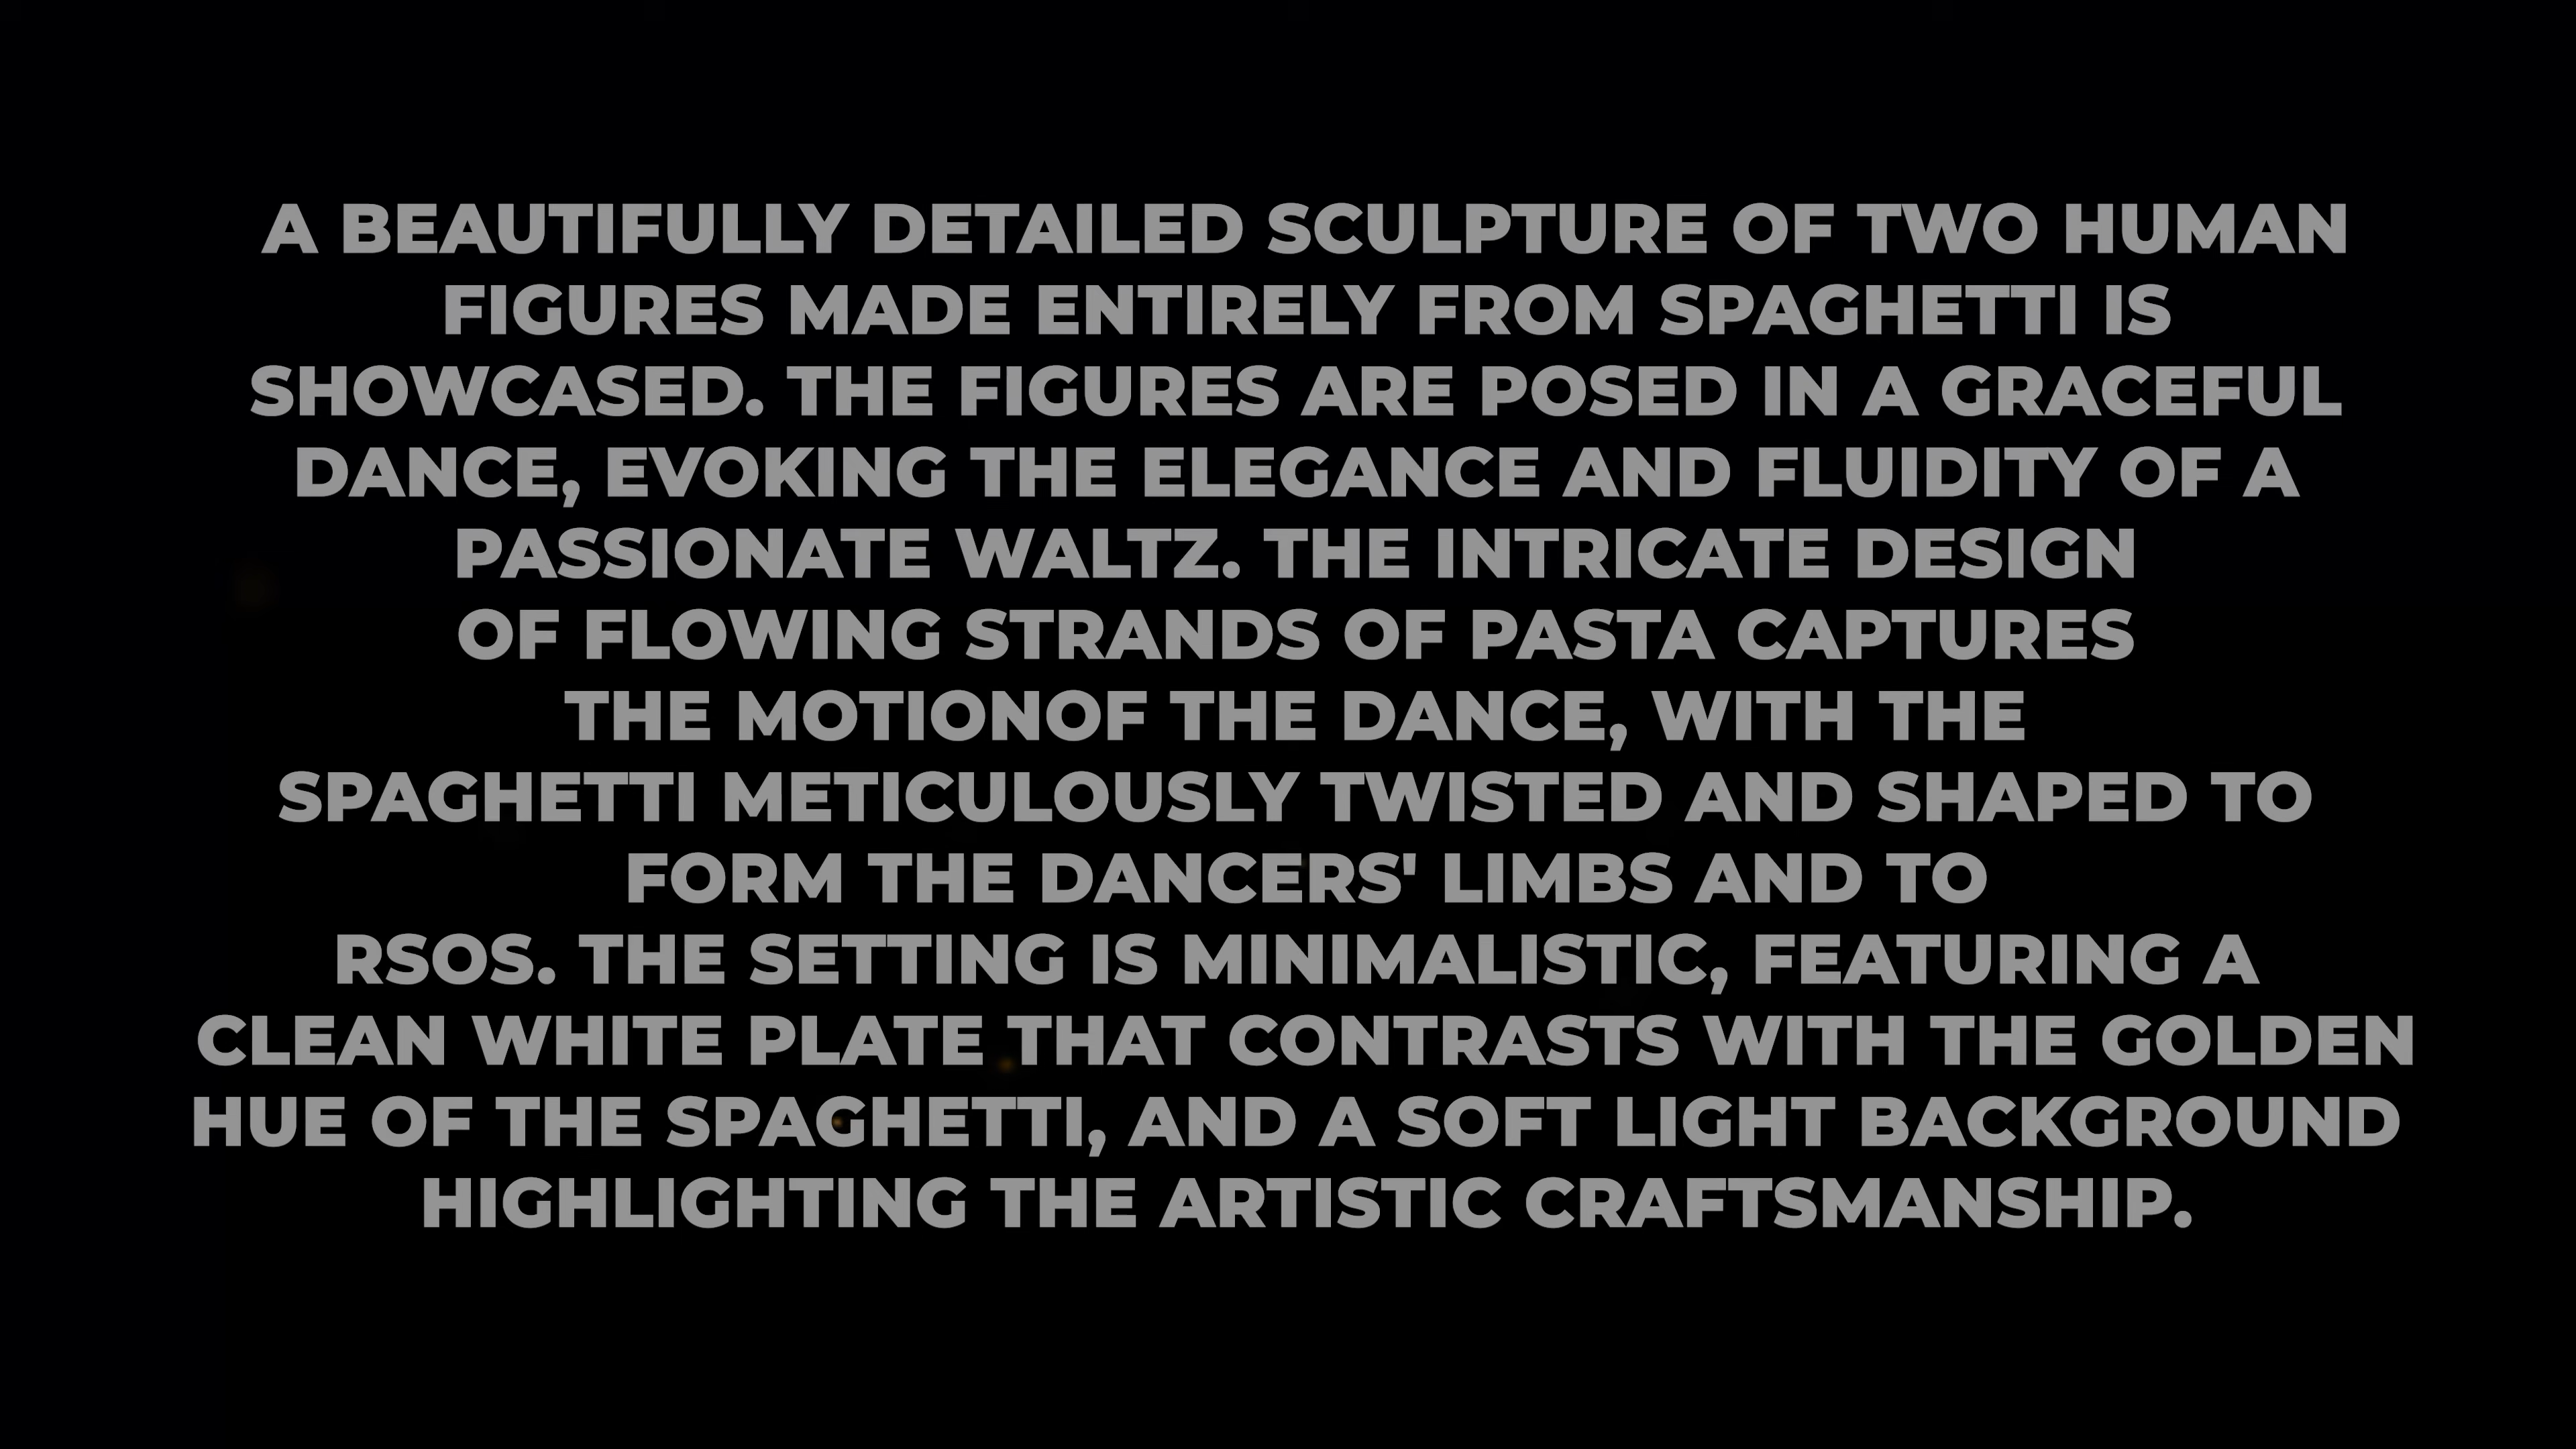 A BEAUTIFULLY DETAILED SCULPTURE OF TWO HUMAN
FIGURES MADE ENTIRELY FROM SPAGHETTI IS
SHOWCASED. THE FIGURES ARE POSED IN A GRACEFUL
DANCE, EVOKING THE ELEGANCE AND FLUIDITY OF A
PASSIONATE WALTZ. THE INTRICATE DESIGN
OF FLOWING STRANDS OF PASTA CAPTURES
THE MOTIONOF THE DANCE, WITH THE
SPAGHETTI METICULOUSLY TWISTED AND SHAPED TO
FORM THE DANCERS' LIMBS AND TO
RSOS. THE SETTING IS MINIMALISTIC, FEATURING A
CLEAN WHITE PLATE THAT CONTRASTS WITH THE GOLDEN
HUE OF THE SPAGHETTI, AND A SOFT LIGHT BACKGROUND
HIGHLIGHTING THE ARTISTIC CRAFTSMANSHIP.